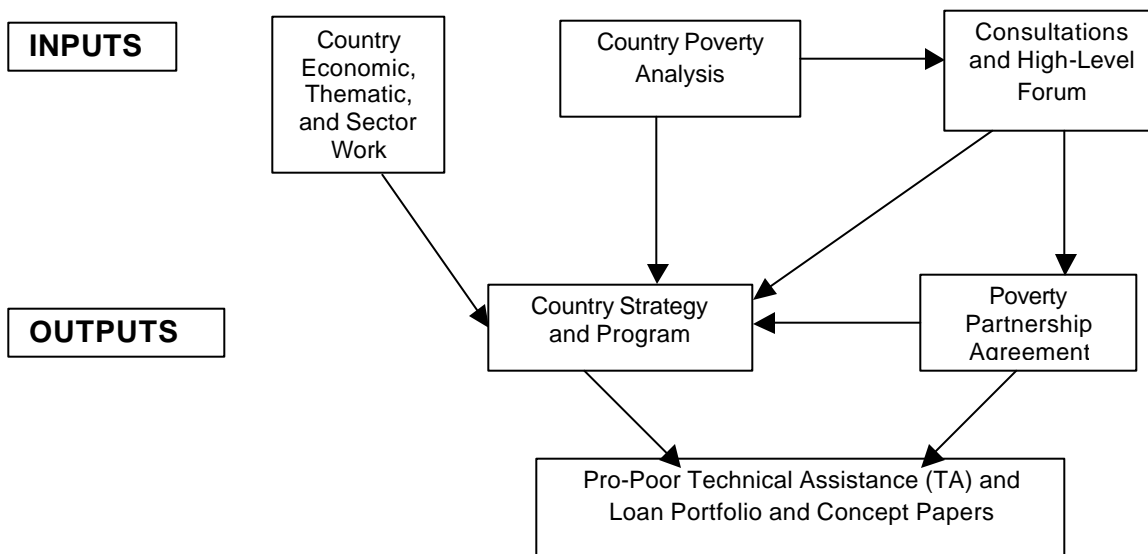 INPUTS
Country
Economic,
Thematic,
and Sector
Work
Country Poverty
Analysis
Consultations
and High-Level
Forum
OUTPUTS
Country Strategy
and Program
Poverty
Partnership
Agreement
Pro-Poor Technical Assistance (TA) and
Loan Portfolio and Concept Papers